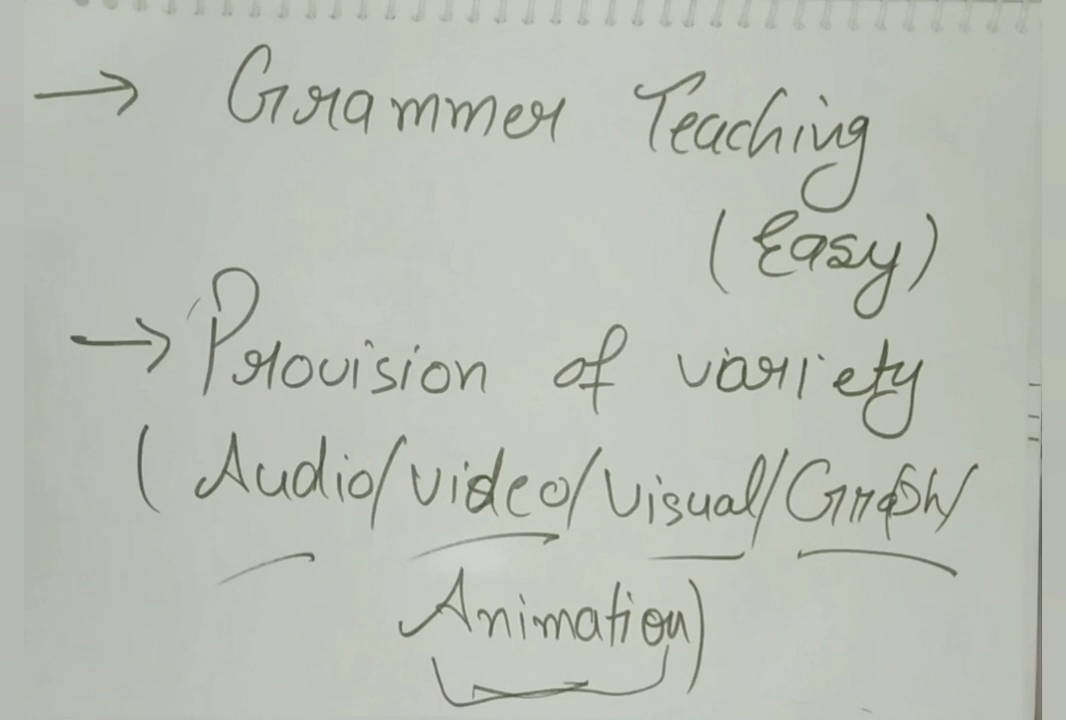 → Grammer Teaching
(Easy)
→ Provision of variety
(Audio/video/visual/Graph/
Animation)